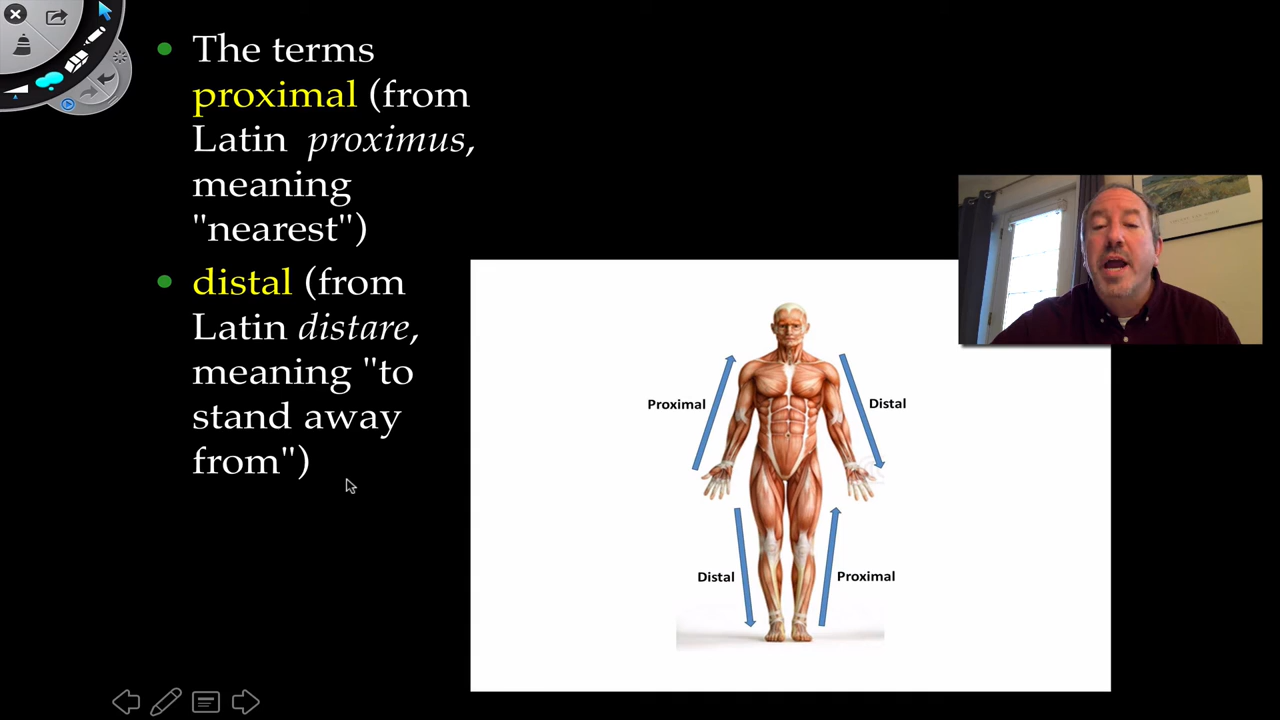 The terms
proximal (from
Latin proximus,
meaning
"nearest")
distal (from
Latin distare,
meaning "to
stand away
from")
Proximal
Distal
Distal
Proximal